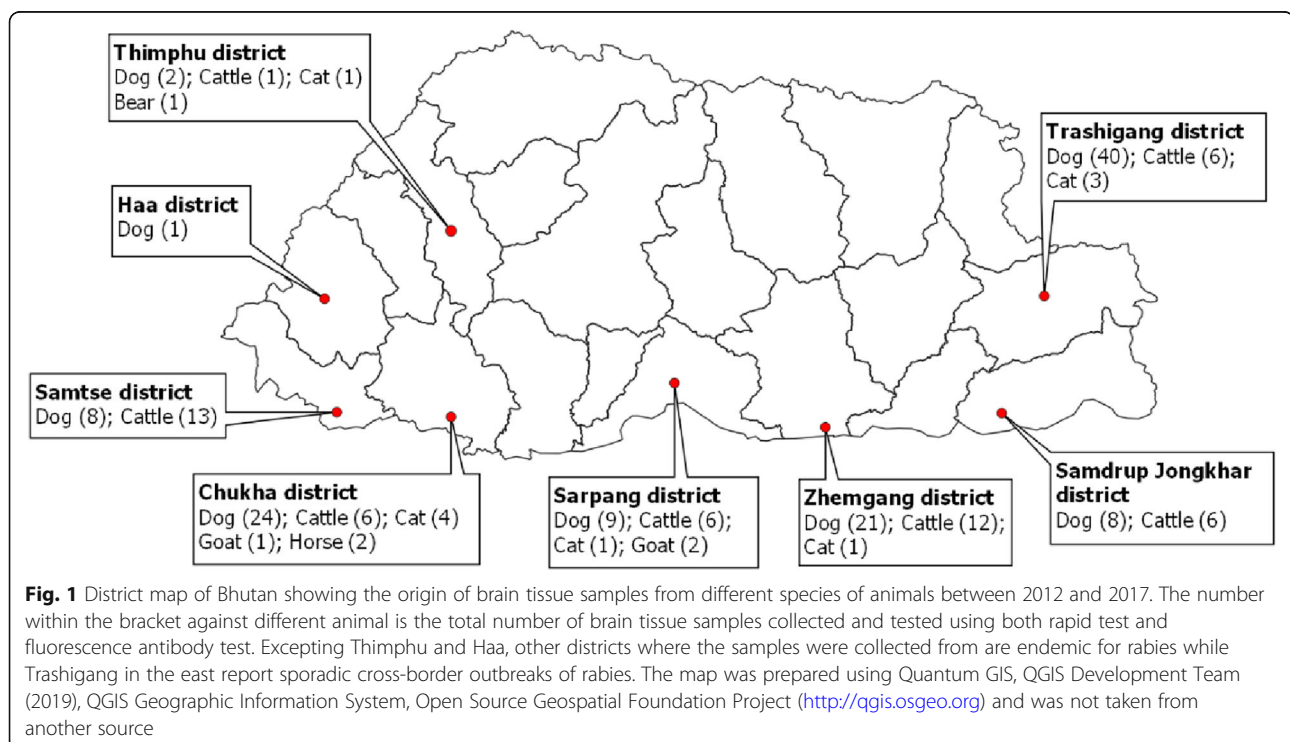 Thimphu district
Dog (2); Cattle (1); Cat (1)
Bear (1)
Trashigang district
Dog (40); Cattle (6);
Cat (3)
Haa district
Dog (1)
Samtse district
Dog (8); Cattle (13)
Chukha district
Dog (24); Cattle (6); Cat (4)
Goat (1); Horse (2)
Sarpang district
Dog (9); Cattle (6);
Cat (1); Goat (2)
Zhemgang district
Dog (21); Cattle (12);
Cat (1)
Samdrup Jongkhar
district
Dog (8); Cattle (6)
Fig. 1 District map of Bhutan showing the origin of brain tissue samples from different species of animals between 2012 and 2017. The number
within the bracket against different animal is the total number of brain tissue samples collected and tested using both rapid test and
fluorescence antibody test. Excepting Thimphu and Haa, other districts where the samples were collected from are endemic for rabies while
Trashigang in the east report sporadic cross-border outbreaks of rabies. The map was prepared using Quantum GIS, QGIS Development Team
(2019), QGIS Geographic Information System, Open Source Geospatial Foundation Project (http://qgis.osgeo.org) and was not taken from
another source